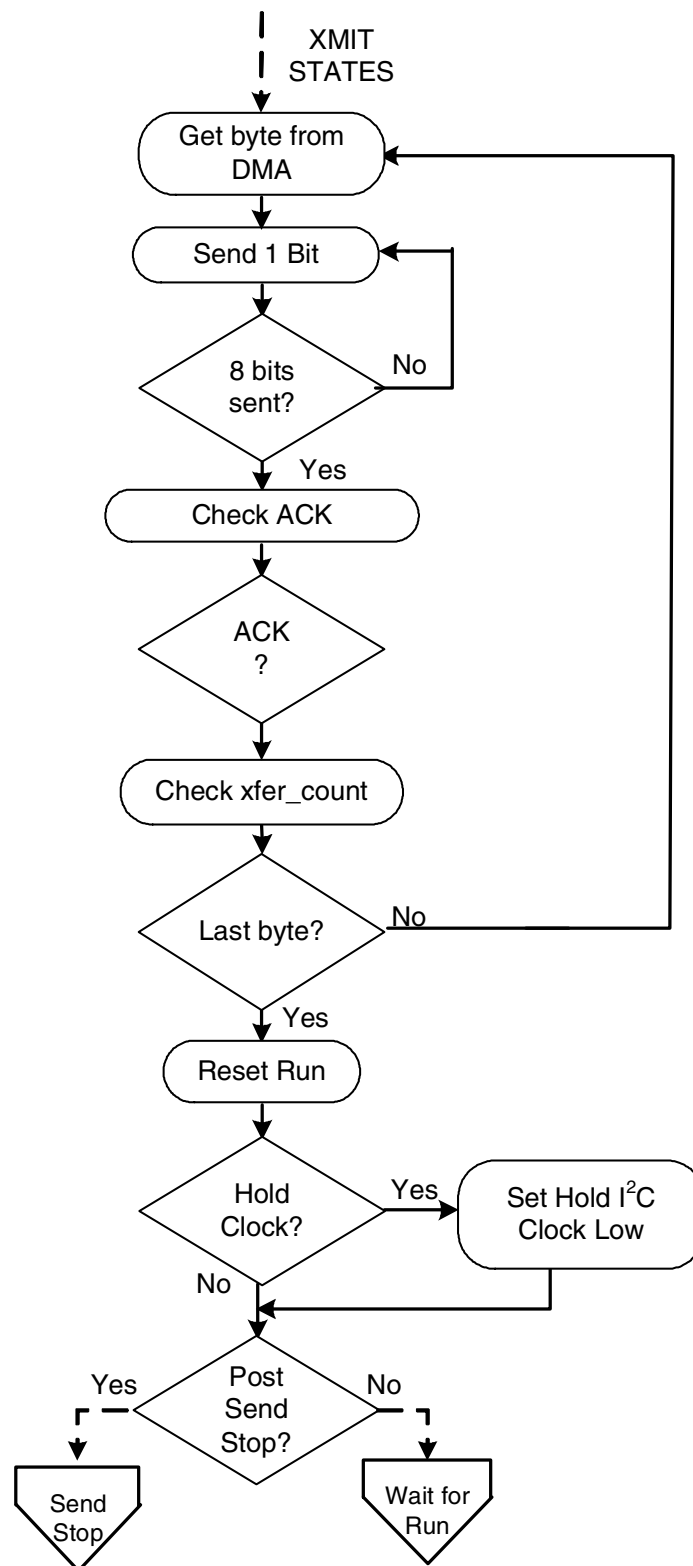 XMIT
STATES
Get byte from
DMA
Send 1 Bit
8 bits
sent?
No
Yes
Check ACK
ACK
?
Check xfer_count
Last byte?
No
Yes
Reset Run
Hold
Clock?
Yes
Set Hold I²C
Clock Low
No
Post
Send
Stop?
Yes
No
Send
Stop
Wait for
Run